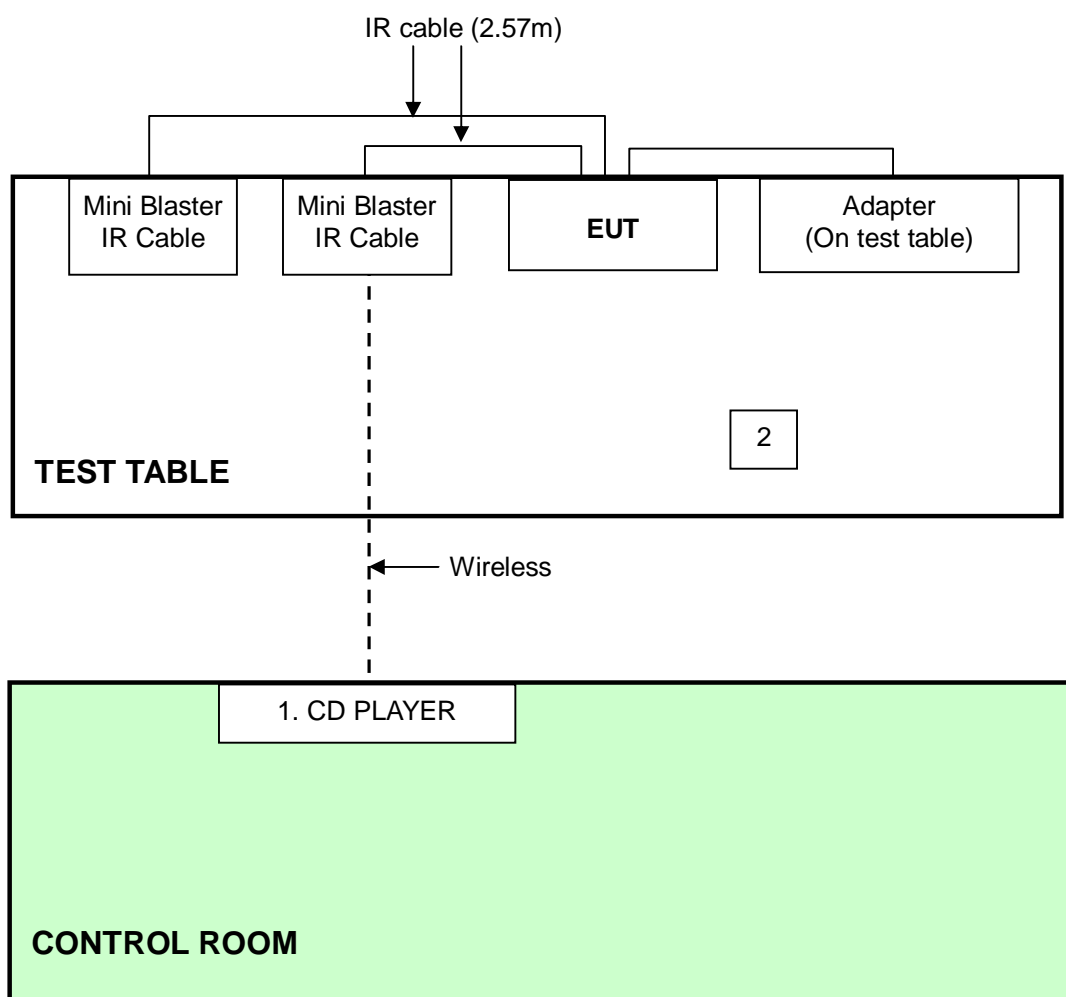 IR cable (2.57m)
Mini Blaster
IR Cable
Mini Blaster
IR Cable
EUT
Adapter
(On test table)
2
TEST TABLE
Wireless
1. CD PLAYER
CONTROL ROOM